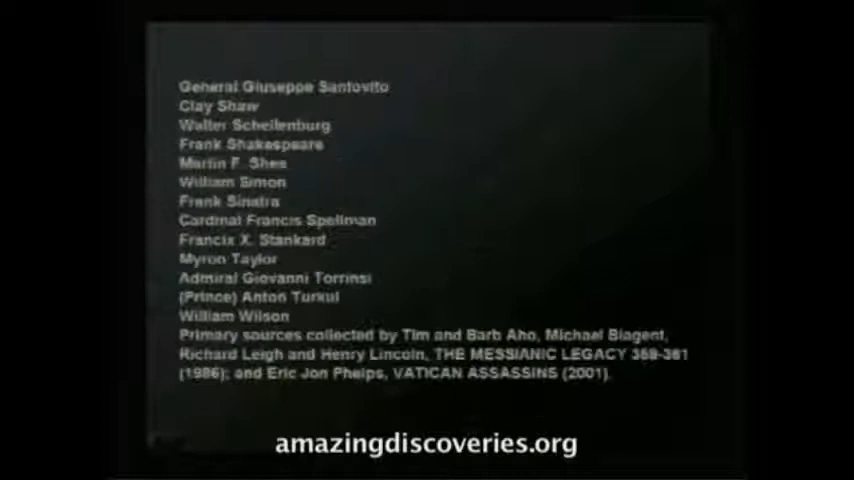 General Giuseppe Santovito
Clay Shaw
Walter Schellenburg
Frank Shakespeare
Martin F. Shea
William Simon
Frank Sinatra
Cardinal Francis Spellman
Francix X. Stankard
Myron Taylor
Admiral Giovanni Torrinsi
(Prince) Anton Turkul
William Wilson
Primary sources collected by Tim and Barb Aho, Michael Biagent,
Richard Leigh and Henry Lincoln, THE MESSIANIC LEGACY 359-361
(1986); and Eric Jon Phelps, VATICAN ASSASSINS (2001).
amazingdiscoveries.org